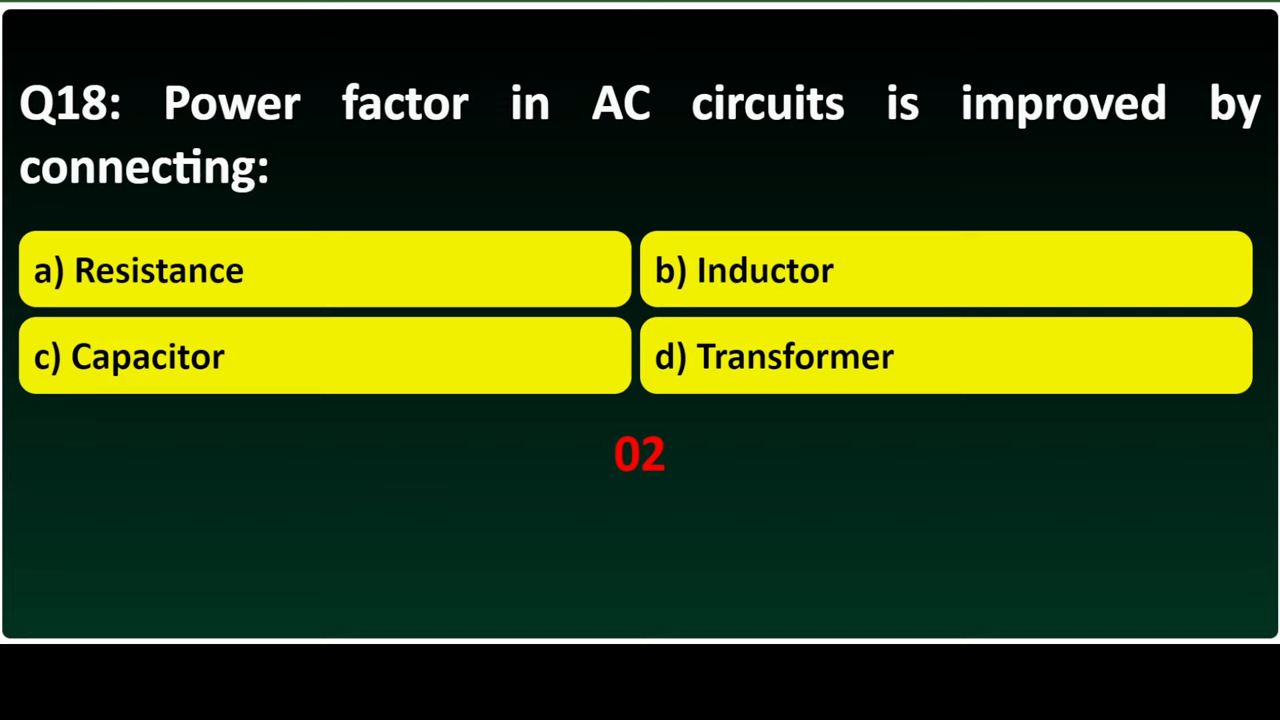 Q18: Power factor in AC circuits is improved by
connecting:
a) Resistance
b) Inductor
c) Capacitor
d) Transformer
02